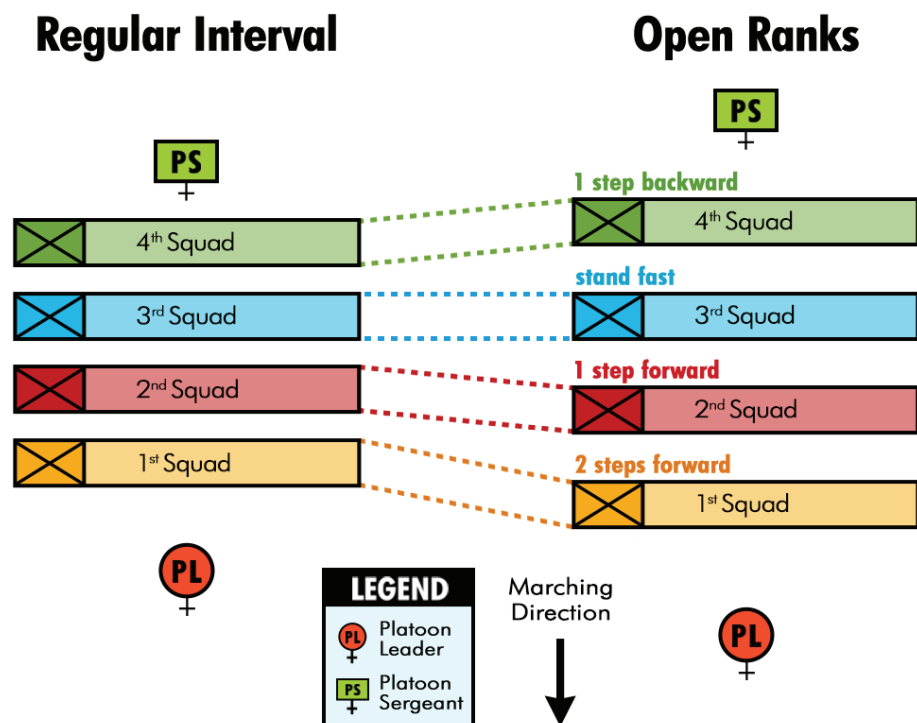 Regular Interval
Open Ranks
PS
4th Squad
3rd Squad
2nd Squad
1st Squad
PL
PS
1 step backward
4th Squad
stand fast
3rd Squad
1 step forward
2nd Squad
2 steps forward
1st Squad
PL
LEGEND
PL Platoon
Leader
PS Platoon
Sergeant
Marching
Direction